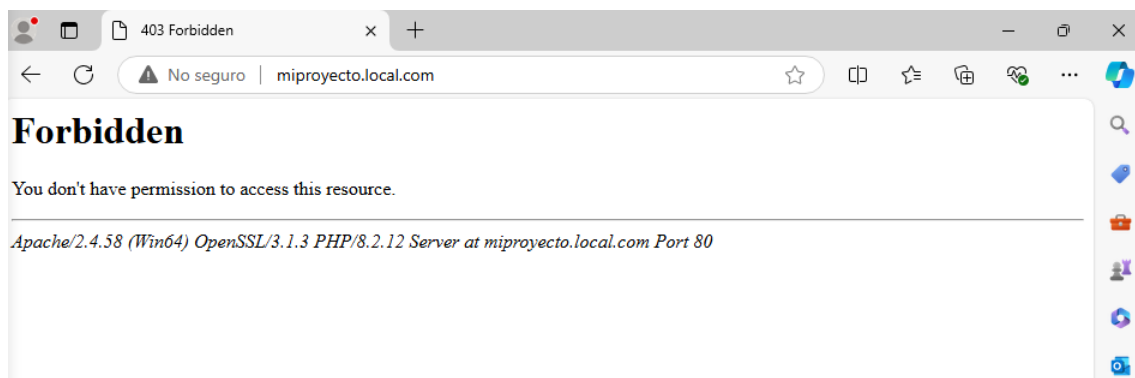 403 Forbidden
No seguro | miproyecto.local.com
Forbidden
You don't have permission to access this resource.
Apache/2.4.58 (Win64) OpenSSL/3.1.3 PHP/8.2.12 Server at miproyecto.local.com Port 80